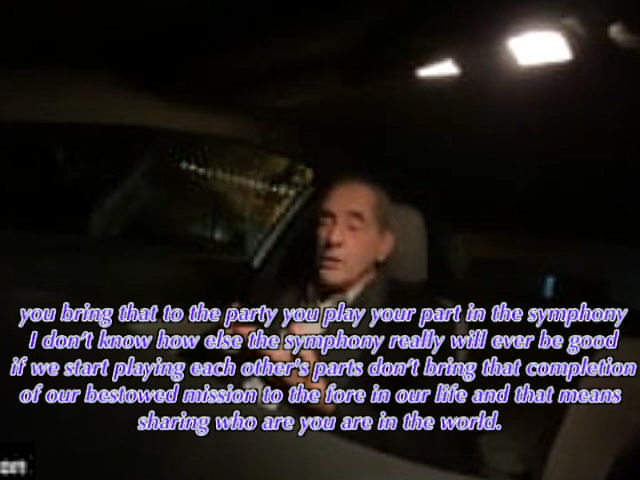 you bring that to the party you play your part in the symphony
I don't know how else the symphony really will ever be good
if we start playing each other's parts don't bring that completion
of our bestowed mission to the fore in our life and that means
sharing who are you are in the world.